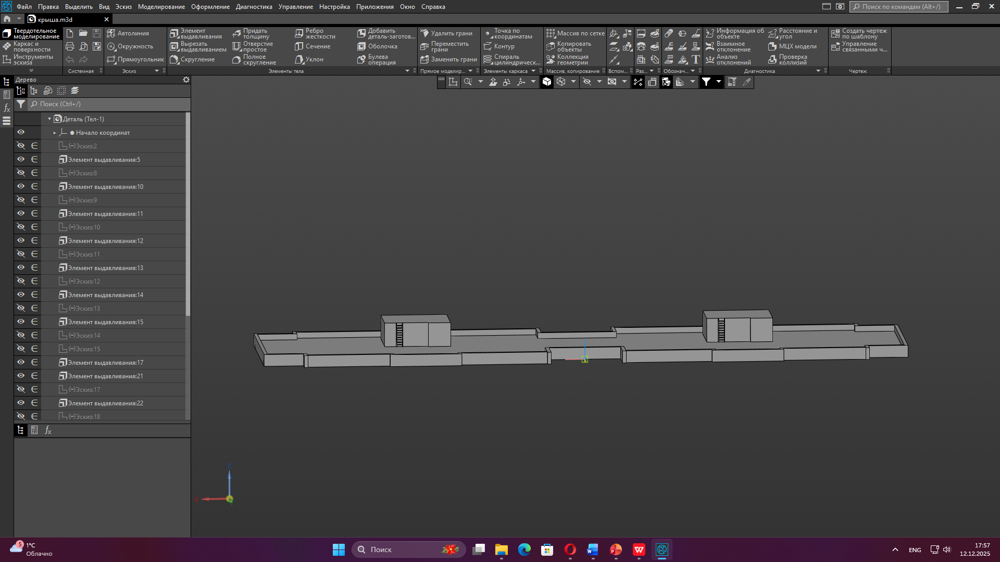 Файл Правка Выделить Вид Эскиз Моделирование Оформление Диагностика Управление Настройка Приложения Окно Справка
Поиск по командам (Alt+/)
крыша.m3d
Твердотельное моделирование
Каркас и поверхности
Инструменты эскиза
Системная
Автолиния
Окружность
Прямоугольник
Эскиз
Элемент выдавливания
Вырезать выдавливанием
Скругление
Придать толщину
Отверстие простое
Полное скругление
Ребро жесткости
Сечение
Уклон
Добавить деталь-заготов...
Оболочка
Булева операция
Элементы тела
Удалить грани
Переместить грани
Заменить грани
Прямое моделир...
Точка по координатам
Контур
Спираль цилиндрическ...
Элементы каркаса
Массив по сетке
Копировать объекты
Коллекция геометрии
Массив, копирование
Вспом...
Раз...
Обознач...
Информация об объекте
Взаимное отклонение
Анализ отклонений
Расстояние и угол
МЦХ модели
Проверка коллизий
Диагностика
Создать чертеж по шаблону
Управление связанными ч...
Чертеж
Дерево
Поиск (Ctrl+/)
Деталь (Тел-1)
Начало координат
(−)Эскиз:2
Элемент выдавливания:5
(−)Эскиз:8
Элемент выдавливания:10
(−)Эскиз:9
Элемент выдавливания:11
(−)Эскиз:10
Элемент выдавливания:12
(−)Эскиз:11
Элемент выдавливания:13
(−)Эскиз:12
Элемент выдавливания:14
(−)Эскиз:13
Элемент выдавливания:15
(−)Эскиз:14
(−)Эскиз:15
Элемент выдавливания:17
Элемент выдавливания:21
(−)Эскиз:17
Элемент выдавливания:22
(−)Эскиз:18
Z
X
5
1°C
Облачно
Поиск
ENG
17:57
12.12.2025